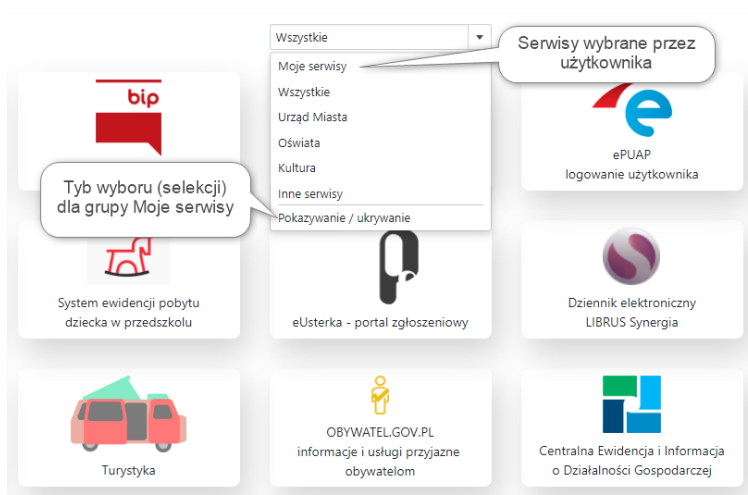 Wszystkie
Serwisy wybrane przez
użytkownika
Moje serwisy
Wszystkie
Urząd Miasta
Oświata
Kultura
Inne serwisy
Pokazywanie / ukrywanie
bip
Tyb wyboru (selekcji)
dla grupy Moje serwisy
ePUAP
logowanie użytkownika
System ewidencji pobytu
dziecka w przedszkolu
eUsterka - portal zgłoszeniowy
Dziennik elektroniczny
LIBRUS Synergia
Turystyka
OBYWATEL.GOV.PL
informacje i usługi przyjazne
obywatelom
Centralna Ewidencja i Informacja
o Działalności Gospodarczej